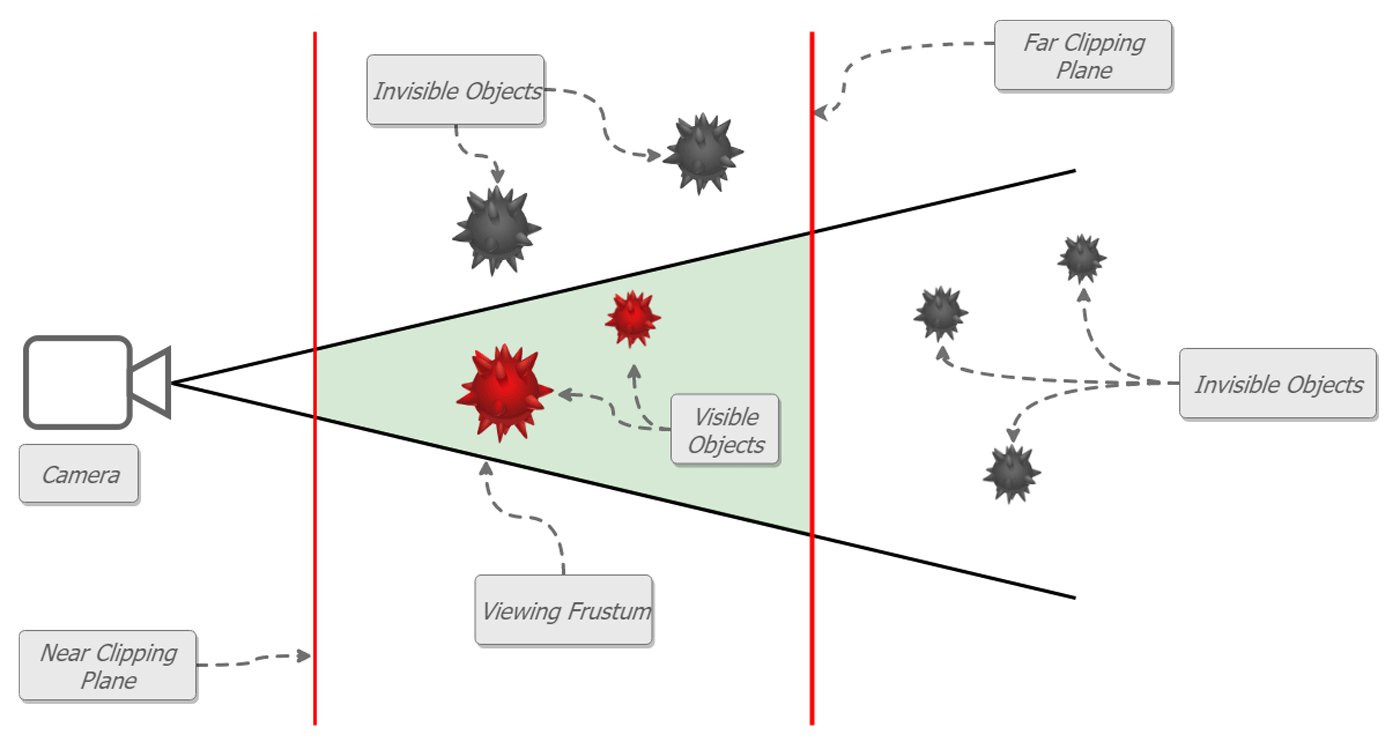 Far Clipping
Plane
Invisible Objects
Invisible Objects
Visible
Objects
Camera
Viewing Frustum
Near Clipping
Plane